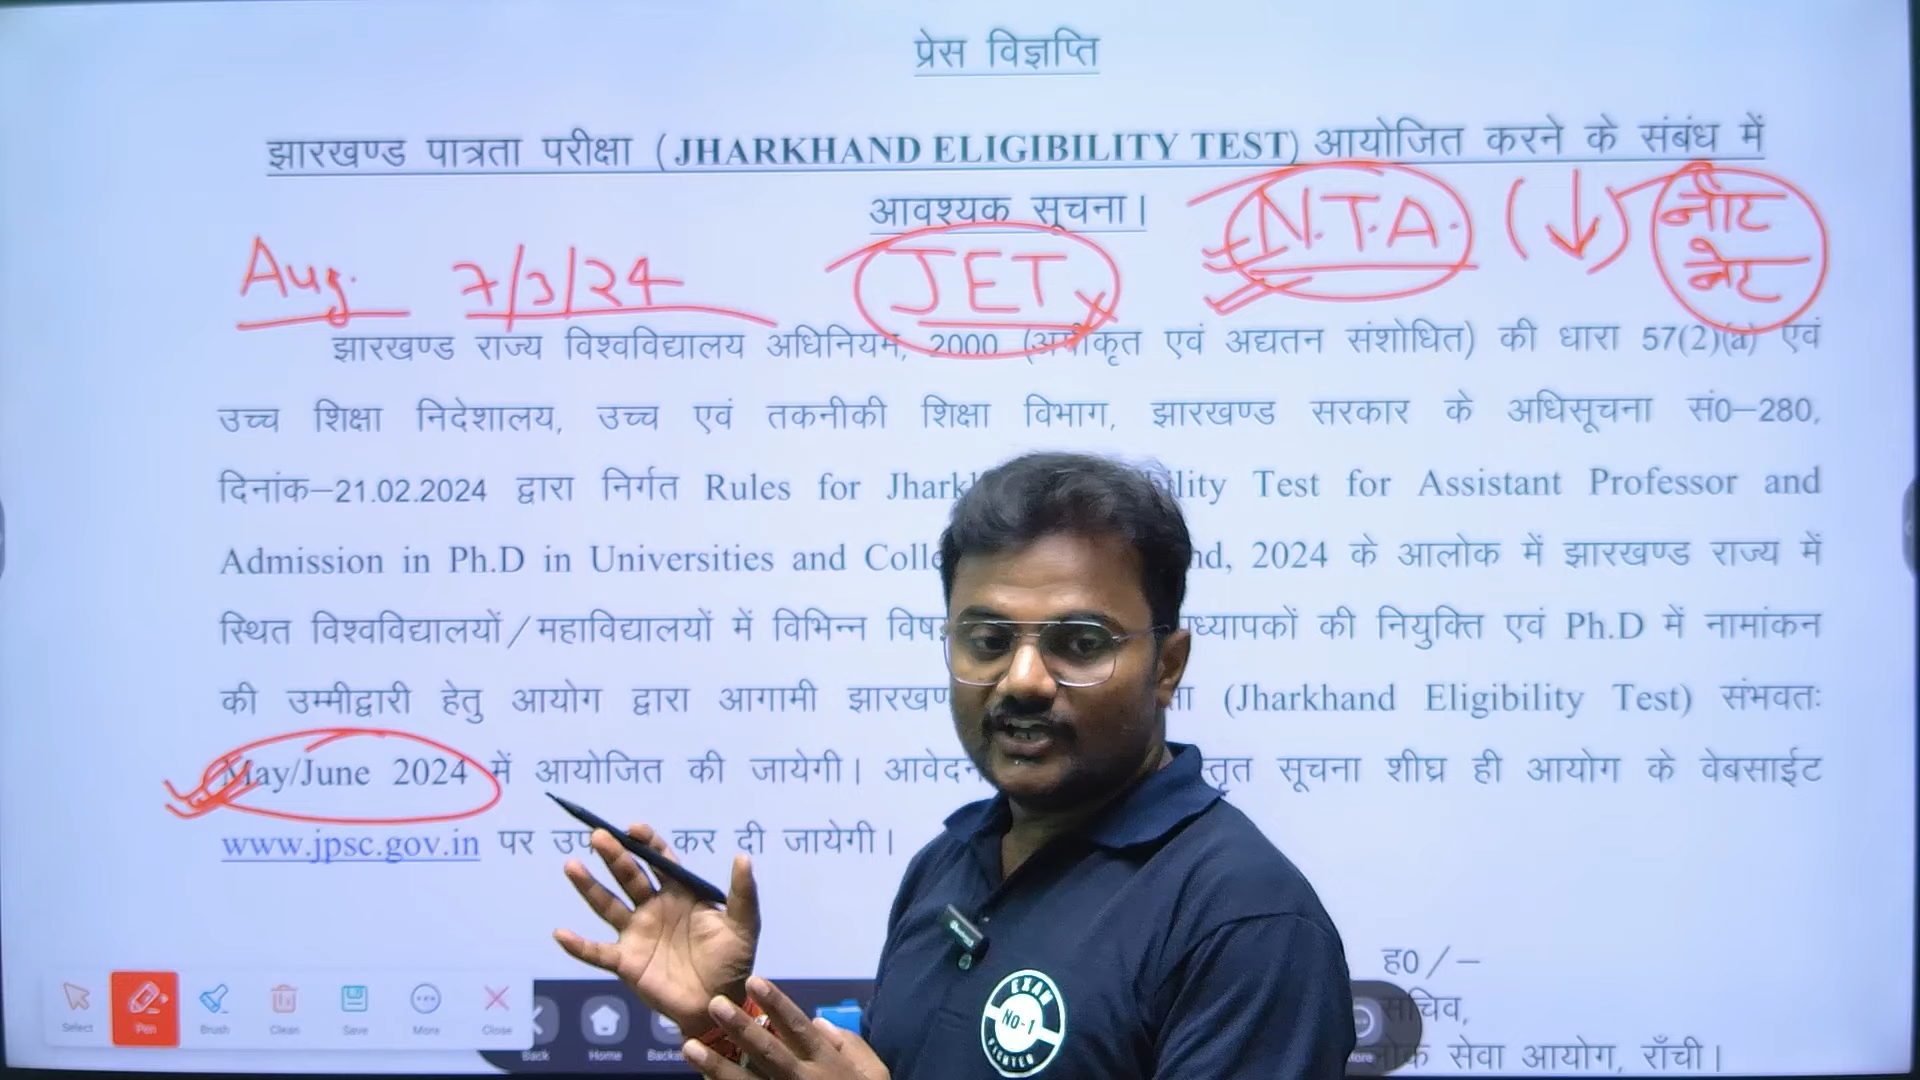 प्रेस विज्ञप्ति
झारखण्ड पात्रता परीक्षा (JHARKHAND ELIGIBILITY TEST) आयोजित करने के संबंध में
आवश्यक सूचना।
N.T.A. (↓) नीट
नेट
Aug. 7/3/24 JET
झारखण्ड राज्य विश्वविद्यालय अधिनियम, 2000 (अंगीकृत एवं अद्यतन संशोधित) की धारा 57(2)(a) एवं
उच्च शिक्षा निदेशालय, उच्च एवं तकनीकी शिक्षा विभाग, झारखण्ड सरकार के अधिसूचना सं0–280,
दिनांक–21.02.2024 द्वारा निर्गत Rules for Jhark lity Test for Assistant Professor and
Admission in Ph.D in Universities and Colle nd, 2024 के आलोक में झारखण्ड राज्य में
स्थित विश्वविद्यालयों/महाविद्यालयों में विभिन्न विष ध्यापकों की नियुक्ति एवं Ph.D में नामांकन
की उम्मीद्वारी हेतु आयोग द्वारा आगामी झारखण (Jharkhand Eligibility Test) संभवतः
May/June 2024 में आयोजित की जायेगी। आवेदन स्तृत सूचना शीघ्र ही आयोग के वेबसाईट
www.jpsc.gov.in पर उप कर दी जायेगी।
ह0/–
सचिव,
लोक सेवा आयोग, राँची।
Select Pen Brush Clean Save More Close
Back Home Backs More
EXAM
No-1
FIGHTER